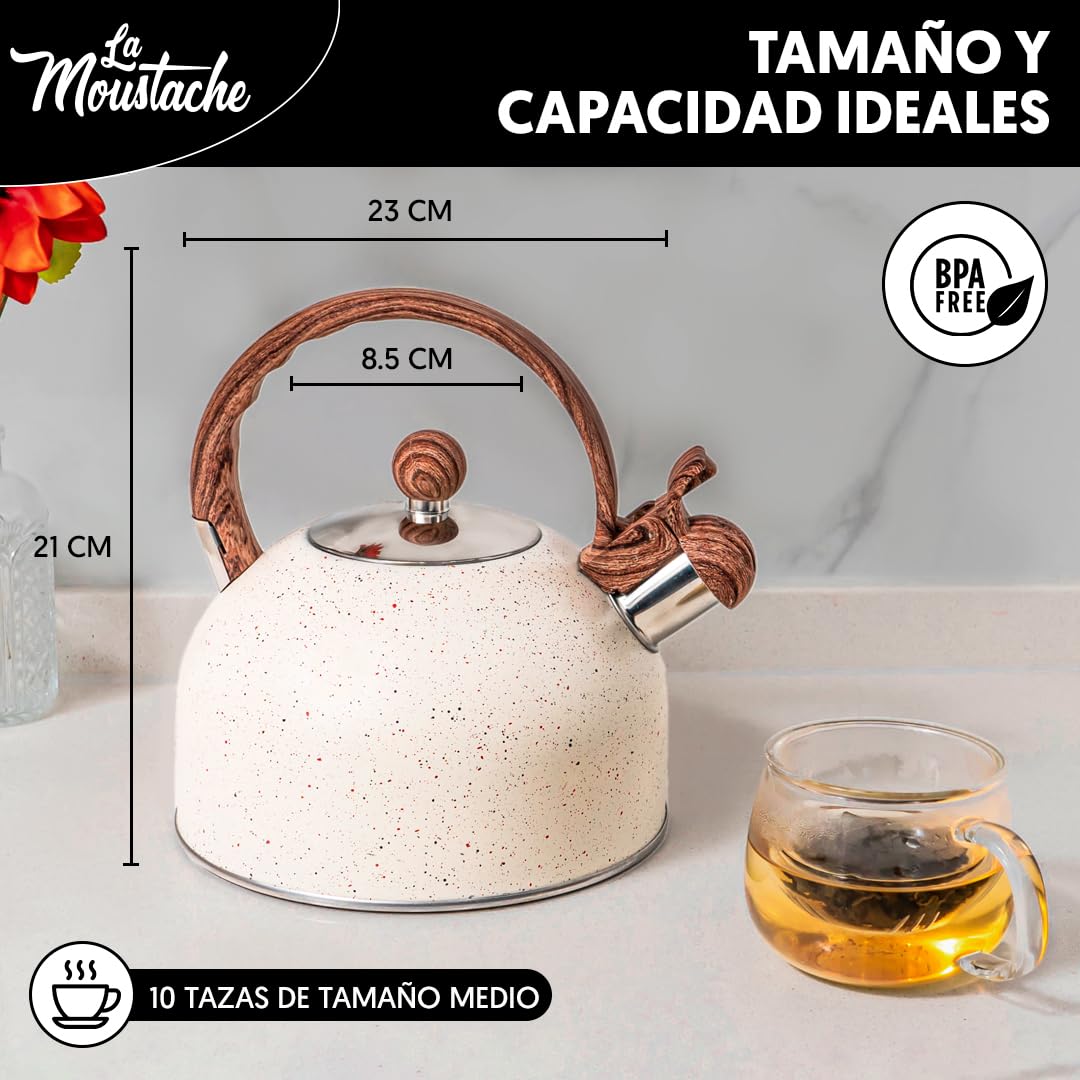 La
Moustache
TAMAÑO Y
CAPACIDAD IDEALES
23 CM
BPA
FREE
8.5 CM
21 CM
10 TAZAS DE TAMAÑO MEDIO